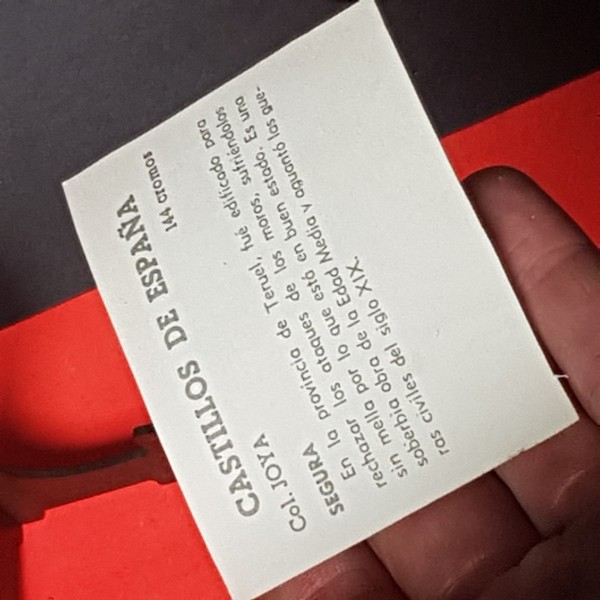 CASTILLOS DE ESPAÑA
Col. JOYA 144 cromos
SEGURA
En la provincia de Teruel, fué edificado para
rechazar los ataques de los moros, sufriéndolos
sin mella por lo que está en buen estado. Es una
soberbia obra de la Edad Media y aguantó las gue-
ras civiles del siglo XIX.